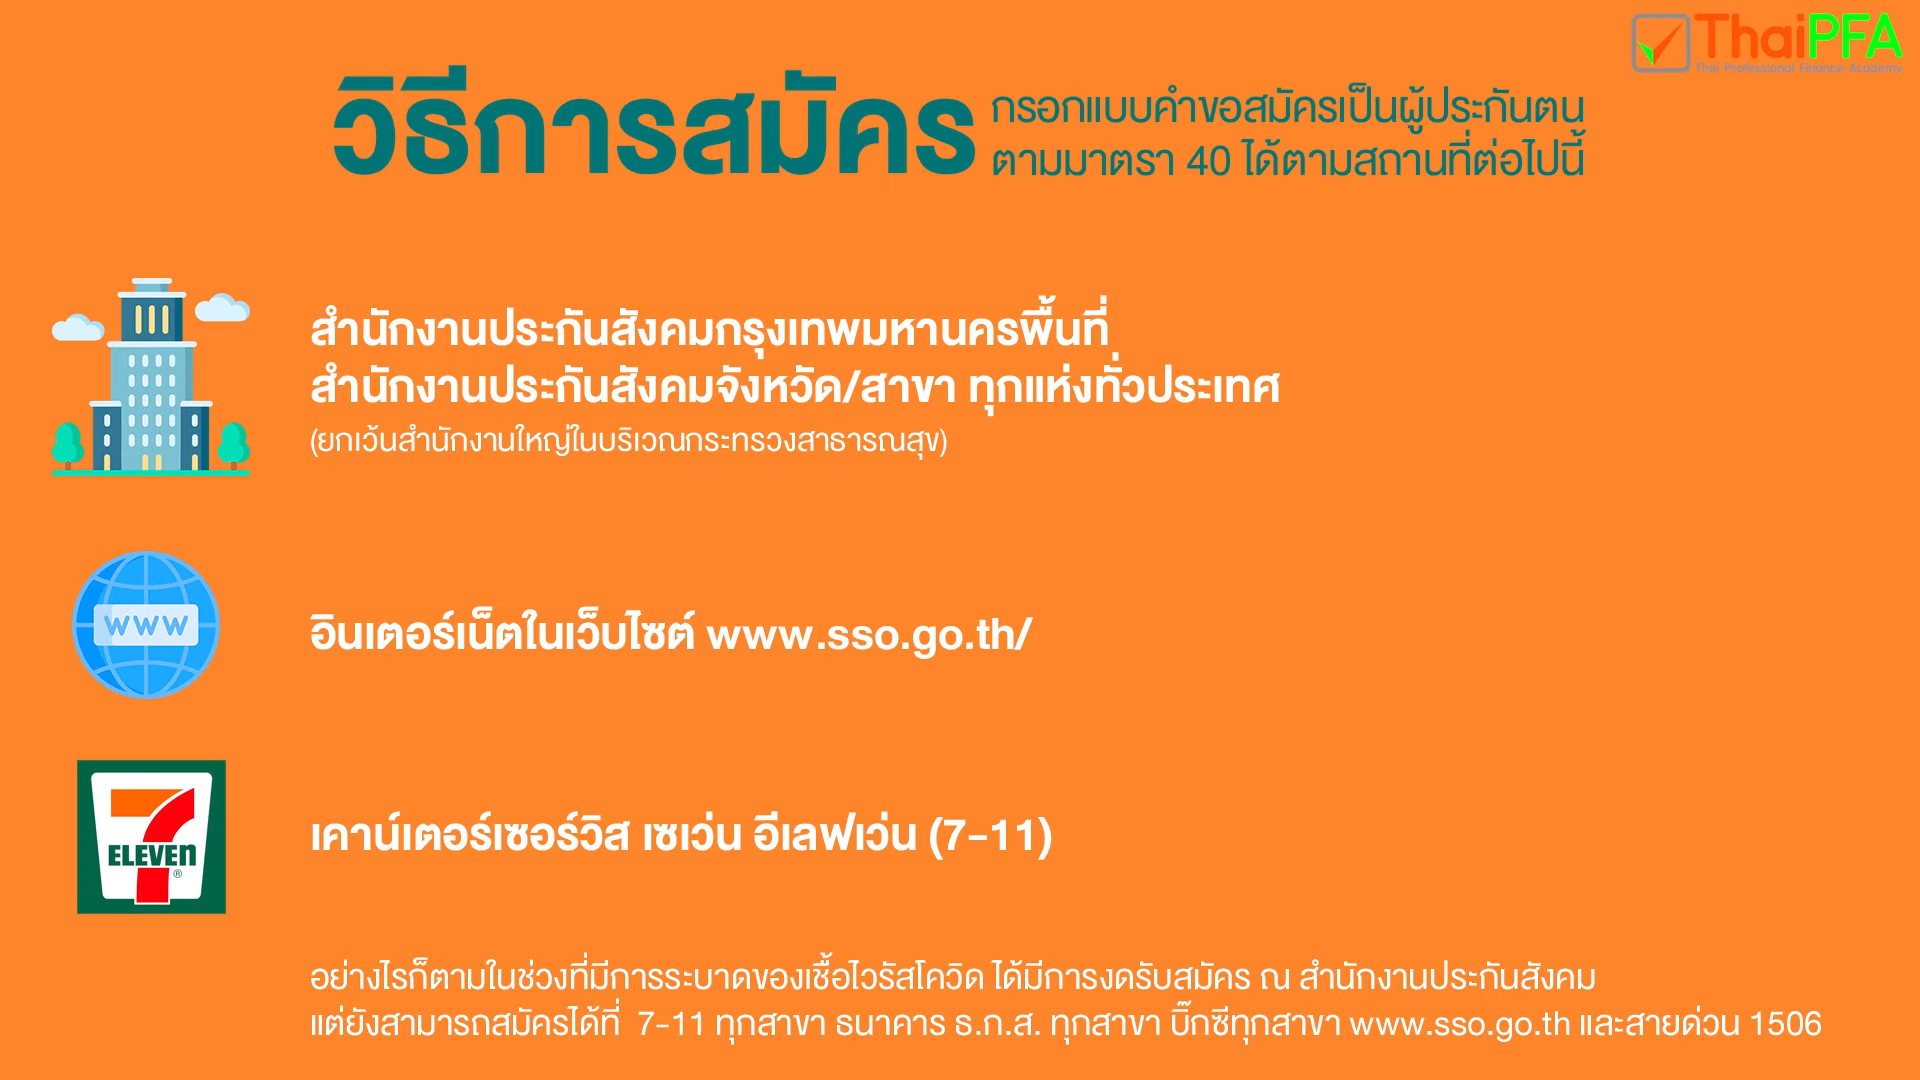 ThaiPFA
Thai Professional Finance Academy
วิธีการสมัคร
กรอกแบบคำขอสมัครเป็นผู้ประกันตน
ตามมาตรา 40 ได้ตามสถานที่ต่อไปนี้
สำนักงานประกันสังคมกรุงเทพมหานครพื้นที่
สำนักงานประกันสังคมจังหวัด/สาขา ทุกแห่งทั่วประเทศ
(ยกเว้นสำนักงานใหญ่ในบริเวณกระทรวงสาธารณสุข)
WWW
อินเตอร์เน็ตในเว็บไซต์ www.sso.go.th/
7
ELEVEn
®
เคาน์เตอร์เซอร์วิส เซเว่น อีเลฟเว่น (7-11)
อย่างไรก็ตามในช่วงที่มีการระบาดของเชื้อไวรัสโควิด ได้มีการงดรับสมัคร ณ สำนักงานประกันสังคม
แต่ยังสามารถสมัครได้ที่ 7-11 ทุกสาขา ธนาคาร ธ.ก.ส. ทุกสาขา บิ๊กซีทุกสาขา www.sso.go.th และสายด่วน 1506